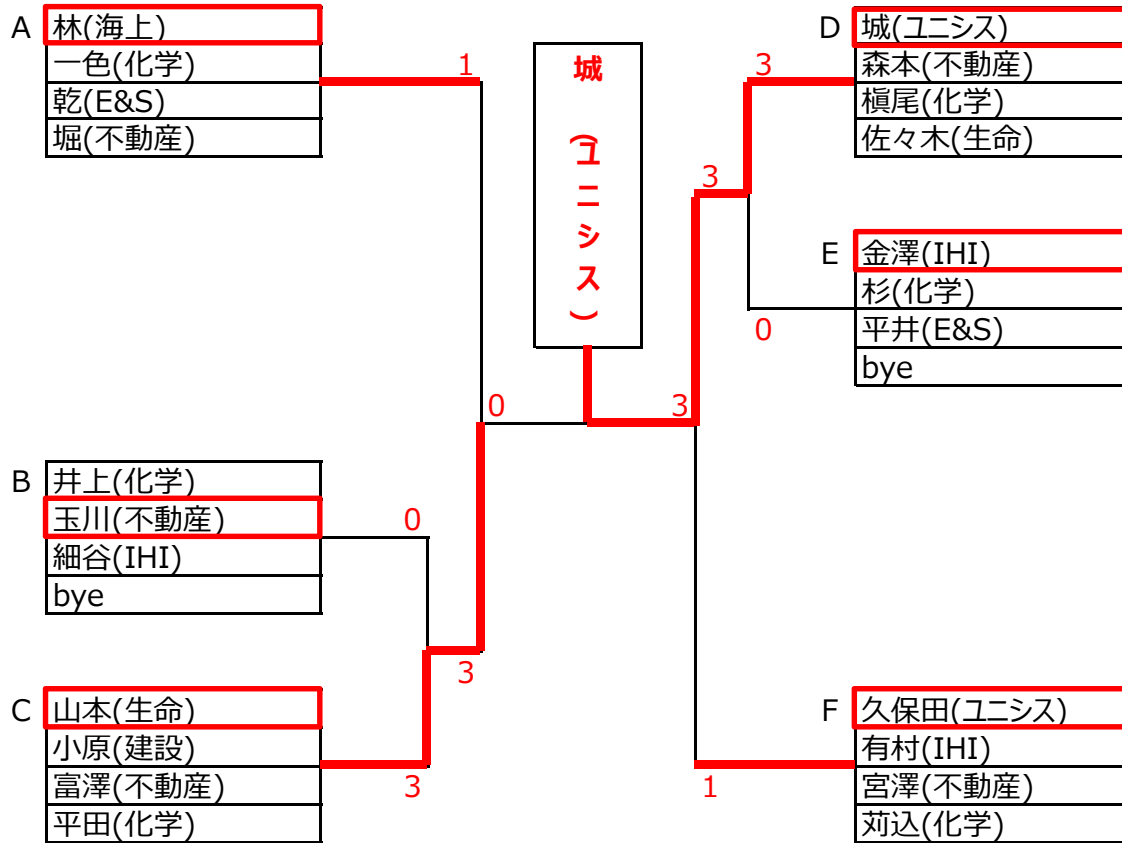 A
林(海上)
一色(化学)
乾(E&S)
堀(不動産)
1
城(ユニシス)
D
城(ユニシス)
森本(不動産)
槇尾(化学)
佐々木(生命)
3
3
E
金澤(IHI)
杉(化学)
平井(E&S)
bye
0
0
3
B
井上(化学)
玉川(不動産)
細谷(IHI)
bye
0
3
C
山本(生命)
小原(建設)
富澤(不動産)
平田(化学)
3
1
F
久保田(ユニシス)
有村(IHI)
宮澤(不動産)
苅込(化学)